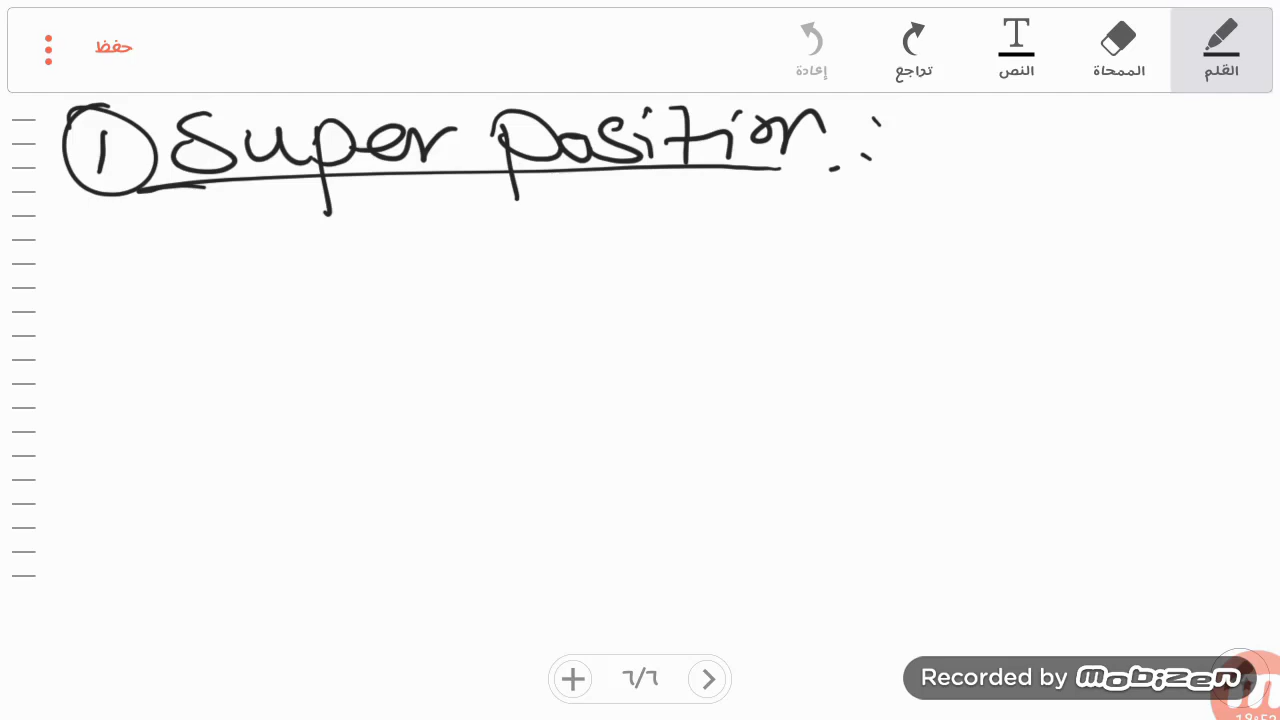 حفظ
إعادة
تراجع
النص
الممحاة
القلم
① Super position :
٦/٦
Recorded by mobizen